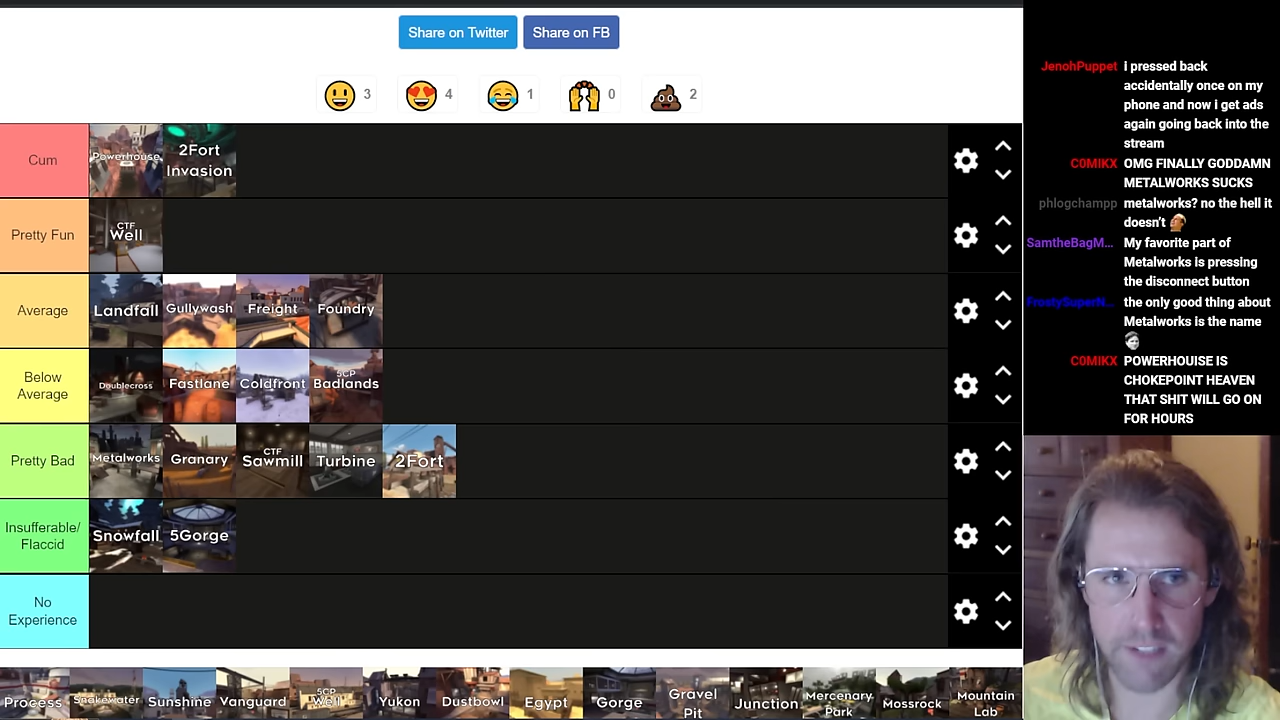 Share on Twitter
Share on FB
3
4
1
0
2
Cum
Powerhouse
2Fort
Invasion
Pretty Fun
CTF
Well
Average
Landfall
Gullywash
Freight
Foundry
Below
Average
Doublecross
Fastlane
Coldfront
5CP
Badlands
Pretty Bad
Metalworks
Granary
CTF
Sawmill
Turbine
2Fort
Insufferable/
Flaccid
Snowfall
5Gorge
No
Experience
Process
Snakewater
Sunshine
Vanguard
5CP
Well
Yukon
Dustbowl
Egypt
Gorge
Gravel
Pit
Junction
Mercenary
Park
Mossrock
Mountain
Lab
JenohPuppet i pressed back
accidentally once on my
phone and now i get ads
again going back into the
stream
C0MIKX OMG FINALLY GODDAMN
METALWORKS SUCKS
phlogchampp metalworks? no the hell it
doesn't
SamtheBagM... My favorite part of
Metalworks is pressing
the disconnect button
FrostySuperN... the only good thing about
Metalworks is the name
C0MIKX POWERHOUISE IS
CHOKEPOINT HEAVEN
THAT SHIT WILL GO ON
FOR HOURS